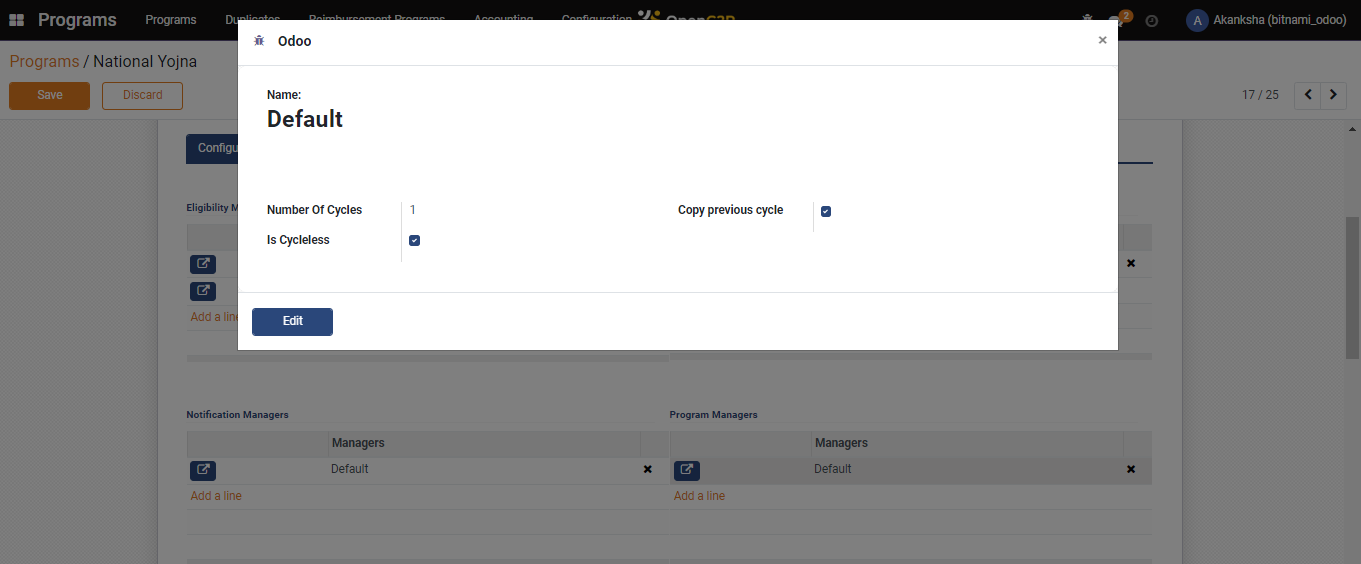 Programs Programs Duplicates Reimbursement Programs Accounting Configuration OpenG2P 2 A Akanksha (bitnami_odoo)
Odoo ×
Programs / National Yojna
Save Discard 17 / 25
Name:
Default
Configu
Eligibility M
Number Of Cycles 1 Copy previous cycle
Is Cycleless
Add a line
Edit
Notification Managers Program Managers
Managers Managers
Default Default
Add a line Add a line